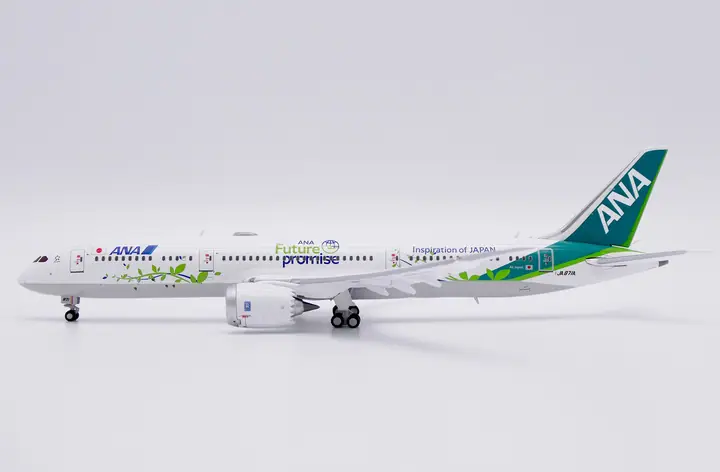 ANA
ANA
Future
promise
Inspiration of JAPAN
ANA
JA871A